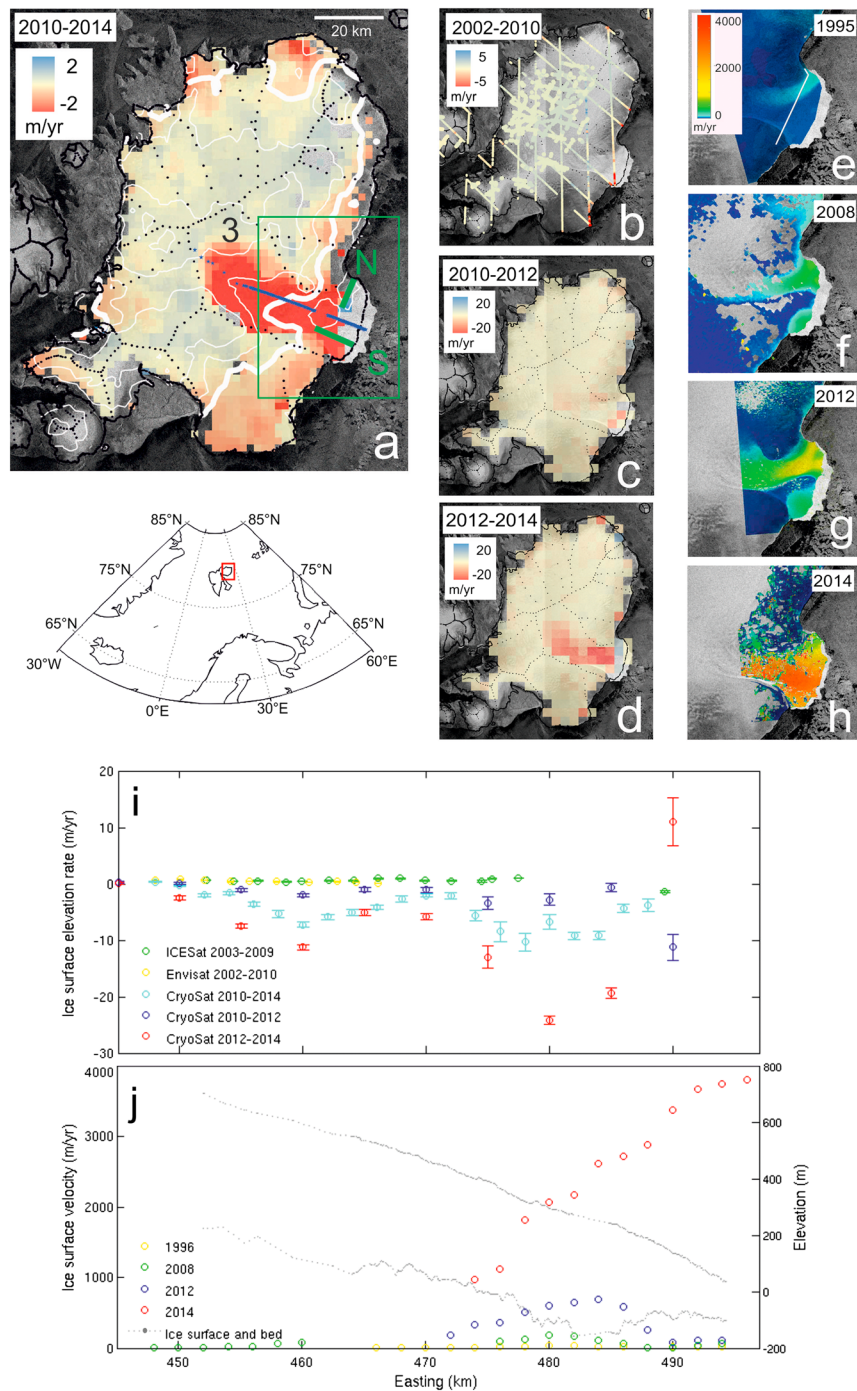 2010-2014
20 km
2
-2
m/yr
3
N
S
a
2002-2010
5
-5
m/yr
b
2010-2012
20
-20
m/yr
c
2012-2014
20
-20
m/yr
d
4000
2000
0
m/yr
1995
e
2008
f
2012
g
2014
h
85°N
85°N
75°N
75°N
65°N
65°N
30°W
60°E
0°E
30°E
i
20
10
0
-10
-20
-30
Ice surface elevation rate (m/yr)
ICESat 2003-2009
Envisat 2002-2010
CryoSat 2010-2014
CryoSat 2010-2012
CryoSat 2012-2014
j
4000
3000
2000
1000
0
Ice surface velocity (m/yr)
800
600
400
200
0
-200
Elevation (m)
1996
2008
2012
2014
Ice surface and bed
450
460
470
480
490
Easting (km)